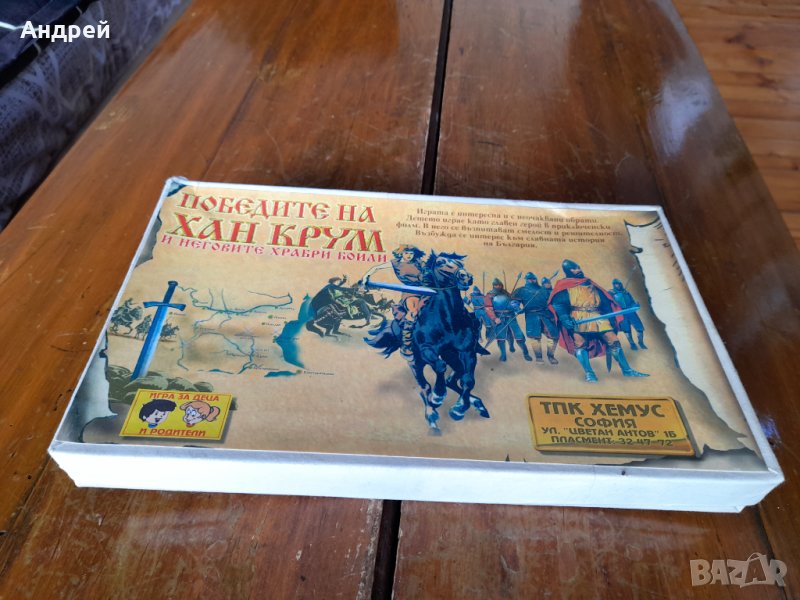 Андрей
ПОБЕДИТЕ НА
ХАН КРУМ
И НЕГОВИТЕ ХРАБРИ БОИЛИ
Играта е интересна и с неочаквани обрати.
Детето играе като главен герой в приключенски
филм. В него се възпитават смелост и решителност.
Възбужда се интерес към славната история
на България.
ИГРА ЗА ДЕЦА
И РОДИТЕЛИ
ТПК ХЕМУС
СОФИЯ
УЛ. "ЦВЕТАН АНТОВ" 1Б
ПЛАСМЕНТ: 32-47-72
BAZAR